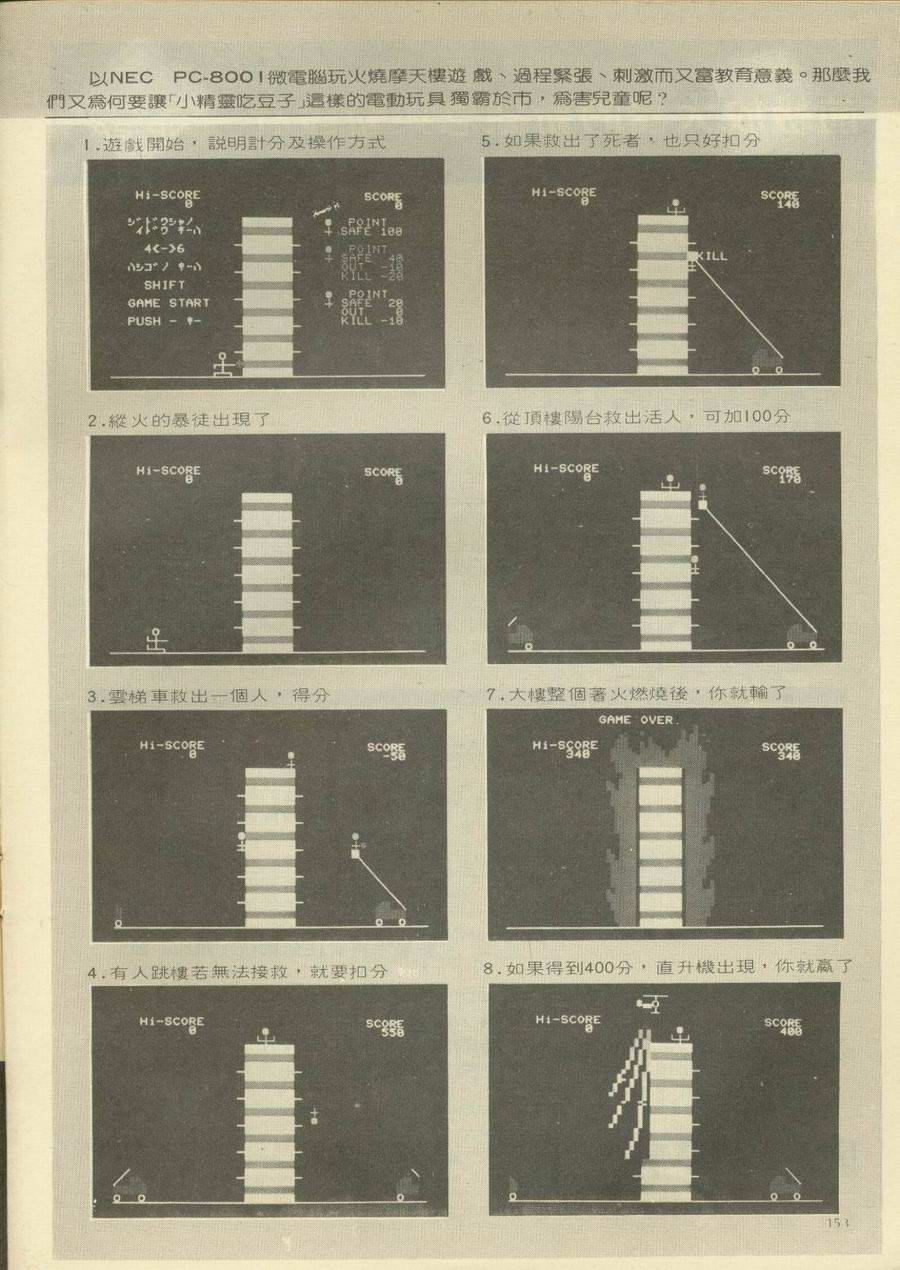 以NEC PC-8001微電腦玩火燒摩天樓遊戲、過程緊張、刺激而又富教育意義。那麼我
們又為何要讓「小精靈吃豆子」這樣的電動玩具獨霸於市，為害兒童呢？
1.遊戲開始，說明計分及操作方式
Hi-SCORE
0
SCORE
0
ジドウシャノ
イドウ キーハ
4<->6
ハシゴノ キーハ
SHIFT
GAME START
PUSH - キ-
POINT
SAFE 100
POINT
SAFE 40
OUT -10
KILL -20
POINT
SAFE 20
OUT 0
KILL -10
2.縱火的暴徒出現了
Hi-SCORE
0
SCORE
0
3.雲梯車救出一個人，得分
Hi-SCORE
0
SCORE
-50
4.有人跳樓若無法接救，就要扣分
Hi-SCORE
0
SCORE
550
5.如果救出了死者，也只好扣分
Hi-SCORE
0
SCORE
140
KILL
6.從頂樓陽台救出活人，可加100分
Hi-SCORE
0
SCORE
170
7.大樓整個著火燃燒後，你就輸了
GAME OVER.
Hi-SCORE
340
SCORE
340
8.如果得到400分，直升機出現，你就贏了
Hi-SCORE
0
SCORE
400
153